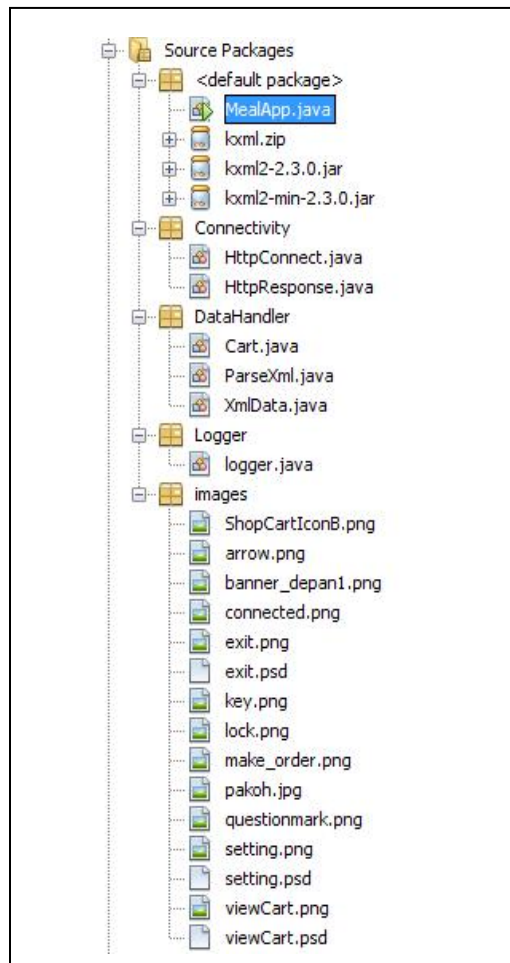 Source Packages
<default package>
MealApp.java
kxml.zip
kxml2-2.3.0.jar
kxml2-min-2.3.0.jar
Connectivity
HttpConnect.java
HttpResponse.java
DataHandler
Cart.java
ParseXml.java
XmlData.java
Logger
logger.java
images
ShopCartIconB.png
arrow.png
banner_depan1.png
connected.png
exit.png
exit.psd
key.png
lock.png
make_order.png
pakoh.jpg
questionmark.png
setting.png
setting.psd
viewCart.png
viewCart.psd